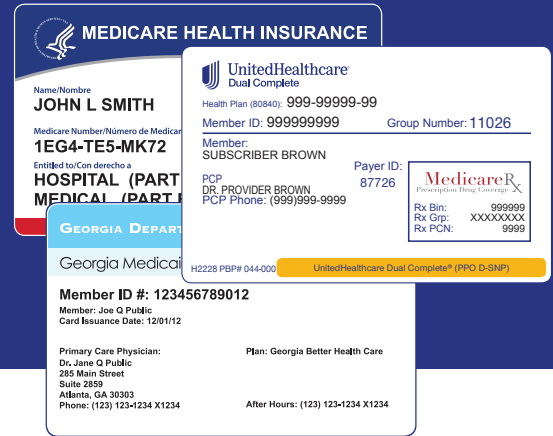 MEDICARE HEALTH INSURANCE
Name/Nombre
JOHN L SMITH
Medicare Number/Número de Medicar
1EG4-TE5-MK72
Entitled to/Con derecho a
HOSPITAL (PART
MEDICAL (PART
UnitedHealthcare®
Dual Complete
Health Plan (80840): 999-99999-99
Member ID: 999999999 Group Number: 11026
Member:
SUBSCRIBER BROWN
PCP
DR. PROVIDER BROWN
PCP Phone: (999)999-9999
Payer ID:
87726
MedicareRx
Prescription Drug Coverage
Rx Bin: 999999
Rx Grp: XXXXXXXX
Rx PCN: 9999
H2228 PBP# 044-000
UnitedHealthcare Dual Complete® (PPO D-SNP)
GEORGIA DEPART
Georgia Medicai
Member ID #: 123456789012
Member: Joe Q Public
Card Issuance Date: 12/01/12
Primary Care Physician:
Dr. Jane Q Public
285 Main Street
Suite 2859
Atlanta, GA 30303
Phone: (123) 123-1234 X1234
Plan: Georgia Better Health Care
After Hours: (123) 123-1234 X1234